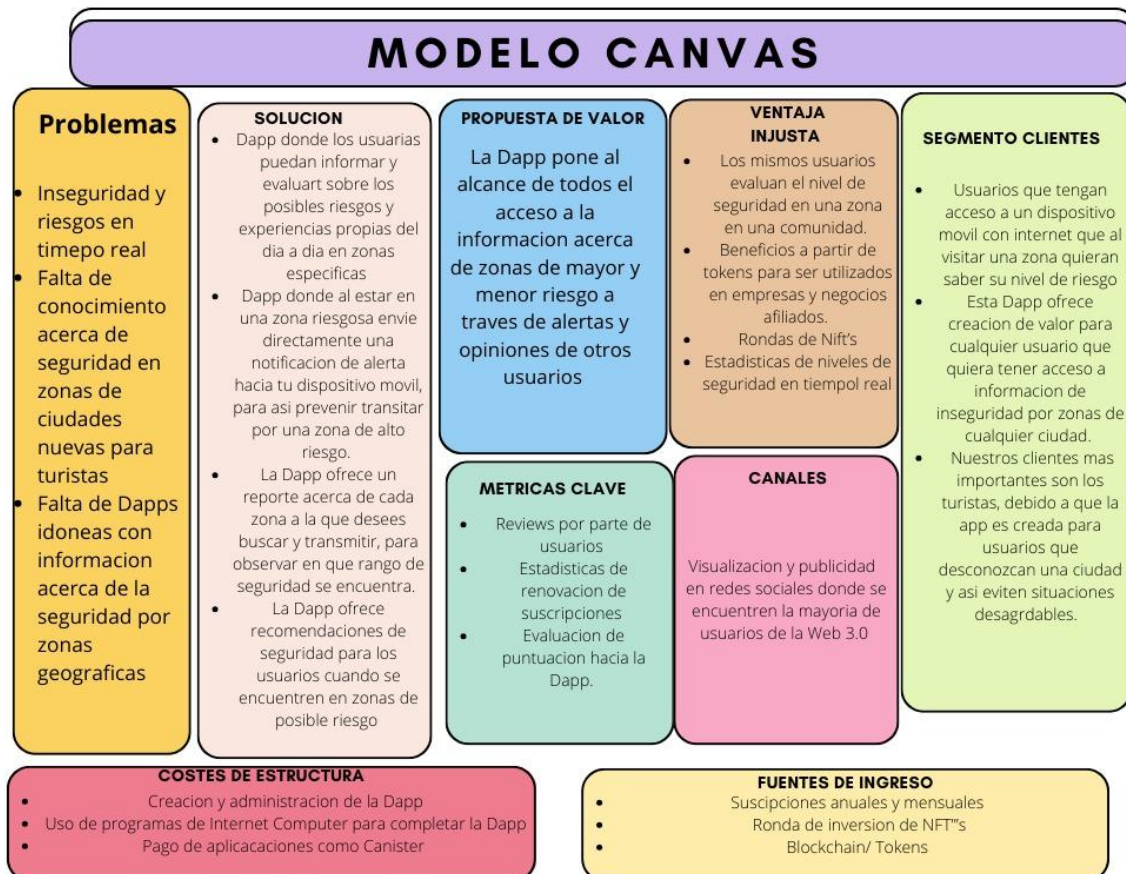 MODELO CANVAS
Problemas
• Inseguridad y
riesgos en
timepo real
• Falta de
conocimiento
acerca de
seguridad en
zonas de
ciudades
nuevas para
turistas
• Falta de Dapps
idoneas con
informacion
acerca de la
seguridad por
zonas
geograficas
SOLUCION
• Dapp donde los usuarias
puedan informar y
evaluart sobre los
posibles riesgos y
experiencias propias del
dia a dia en zonas
especificas
• Dapp donde al estar en
una zona riesgosa envie
directamente una
notificacion de alerta
hacia tu dispositivo movil,
para asi prevenir transitar
por una zona de alto
riesgo.
• La Dapp ofrece un
reporte acerca de cada
zona a la que desees
buscar y transmitir, para
observar en que rango de
seguridad se encuentra.
• La Dapp ofrece
recomendaciones de
seguridad para los
usuarios cuando se
encuentren en zonas de
posible riesgo
PROPUESTA DE VALOR
La Dapp pone al
alcance de todos el
acceso a la
informacion acerca
de zonas de mayor y
menor riesgo a
traves de alertas y
opiniones de otros
usuarios
METRICAS CLAVE
• Reviews por parte de
usuarios
• Estadisticas de
renovacion de
suscripciones
• Evaluacion de
puntuacion hacia la
Dapp.
VENTAJA
INJUSTA
• Los mismos usuarios
evaluan el nivel de
seguridad en una zona
en una comunidad.
• Beneficios a partir de
tokens para ser utilizados
en empresas y negocios
afiliados.
• Rondas de Nift's
• Estadisticas de niveles de
seguridad en tiempol real
CANALES
Visualizacion y publicidad
en redes sociales donde se
encuentren la mayoria de
usuarios de la Web 3.0
SEGMENTO CLIENTES
• Usuarios que tengan
acceso a un dispositivo
movil con internet que al
visitar una zona quieran
saber su nivel de riesgo
• Esta Dapp ofrece
creacion de valor para
cualquier usuario que
quiera tener acceso a
informacion de
inseguridad por zonas de
cualquier ciudad.
• Nuestros clientes mas
importantes son los
turistas, debido a que la
app es creada para
usuarios que
desconozcan una ciudad
y asi eviten situaciones
desagrdables.
COSTES DE ESTRUCTURA
• Creacion y administracion de la Dapp
• Uso de programas de Internet Computer para completar la Dapp
• Pago de aplicacaciones como Canister
FUENTES DE INGRESO
• Suscipciones anuales y mensuales
• Ronda de inversion de NFT"s
• Blockchain/ Tokens